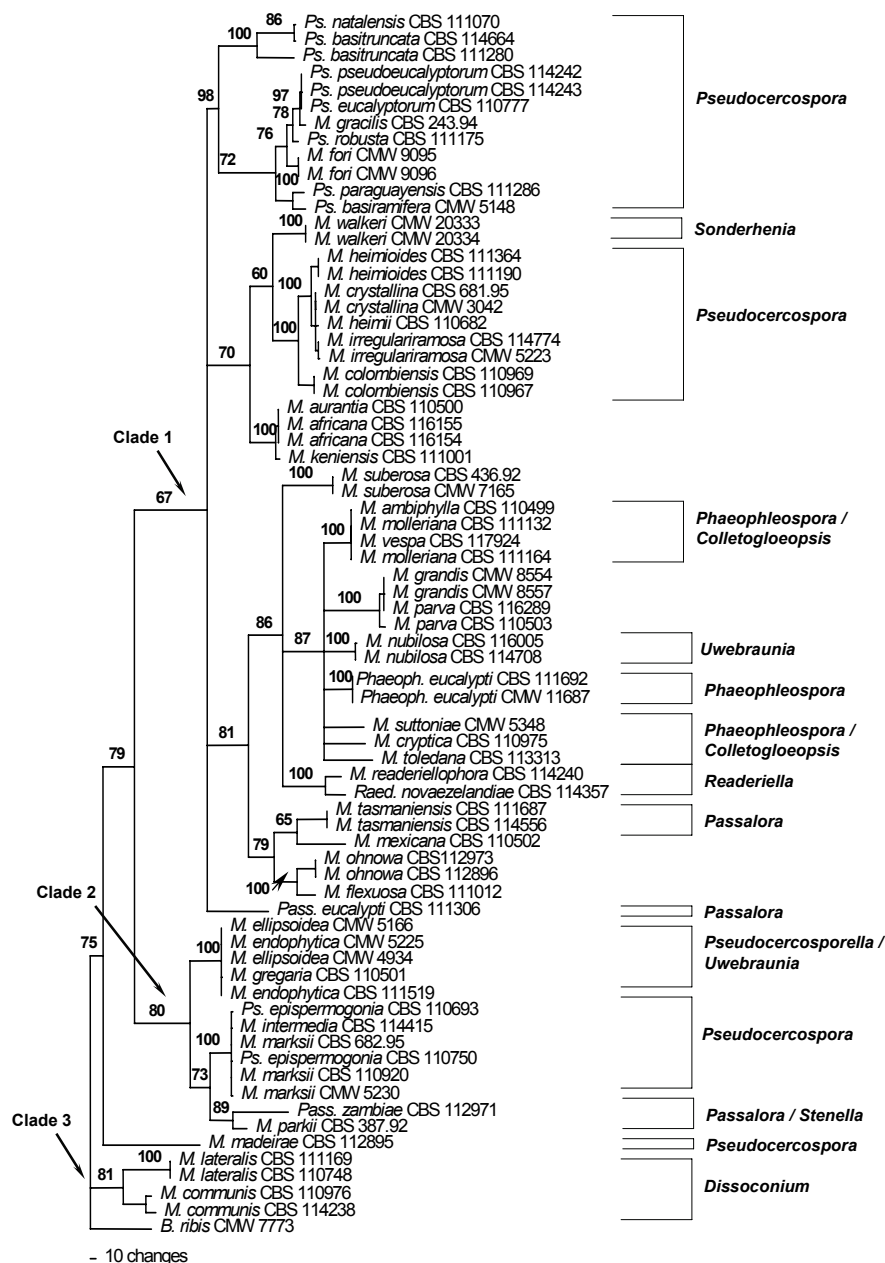 86 Ps. natalensis CBS 111070
Ps. basitruncata CBS 114664
100 Ps. basitruncata CBS 111280
Ps. pseudoeucalyptorum CBS 114242
98 97 Ps. pseudoeucalyptorum CBS 114243
Pseudocercospora
Ps. eucalyptorum CBS 110777
78 M. gracilis CBS 243.94
76 Ps. robusta CBS 111175
72 M. fori CMW 9095
M. fori CMW 9096
100 Ps. paraguayensis CBS 111286
Ps. basiramifera CMW 5148
100 M. walkeri CMW 20333
Sonderhenia
M. walkeri CMW 20334
M. heimioides CBS 111364
60 100 M. heimioides CBS 111190
M. crystallina CBS 681.95
M. crystallina CMW 3042
Pseudocercospora
100 M. heimii CBS 110682
M. irregulariramosa CBS 114774
70 M. irregulariramosa CMW 5223
M. colombiensis CBS 110969
M. colombiensis CBS 110967
M. aurantia CBS 110500
M. africana CBS 116155
100 M. africana CBS 116154
Clade 1
M. keniensis CBS 111001
100 M. suberosa CBS 436.92
M. suberosa CMW 7165
67
M. ambiphylla CBS 110499
100 M. molleriana CBS 111132
Phaeophleospora /
Colletogloeopsis
M. vespa CBS 117924
M. molleriana CBS 111164
M. grandis CMW 8554
100 M. grandis CMW 8557
M. parva CBS 116289
M. parva CBS 110503
86 87 100 M. nubilosa CBS 116005
Uwebraunia
M. nubilosa CBS 114708
100 Phaeoph. eucalypti CBS 111692
Phaeophleospora
Phaeoph. eucalypti CMW 11687
M. suttoniae CMW 5348
Phaeophleospora /
Colletogloeopsis
81 M. cryptica CBS 110975
M. toledana CBS 113313
79 100 M. readeriellophora CBS 114240
Readeriella
Raed. novaezelandiae CBS 114357
M. tasmaniensis CBS 111687
65 M. tasmaniensis CBS 114556
Passalora
79 M. mexicana CBS 110502
M. ohnowa CBS112973
M. ohnowa CBS 112896
100 M. flexuosa CBS 111012
Clade 2
Pass. eucalypti CBS 111306
Passalora
M. ellipsoidea CMW 5166
75 100 M. endophytica CMW 5225
Pseudocercosporella /
Uwebraunia
M. ellipsoidea CMW 4934
M. gregaria CBS 110501
M. endophytica CBS 111519
80 Ps. epispermogonia CBS 110693
M. intermedia CBS 114415
100 M. marksii CBS 682.95
Pseudocercospora
Ps. epispermogonia CBS 110750
73 M. marksii CBS 110920
M. marksii CMW 5230
89 Pass. zambiae CBS 112971
Passalora / Stenella
Clade 3
M. parkii CBS 387.92
M. madeirae CBS 112895
Pseudocercospora
100 M. lateralis CBS 111169
81 M. lateralis CBS 110748
Dissoconium
M. communis CBS 110976
M. communis CBS 114238
B. ribis CMW 7773
10 changes